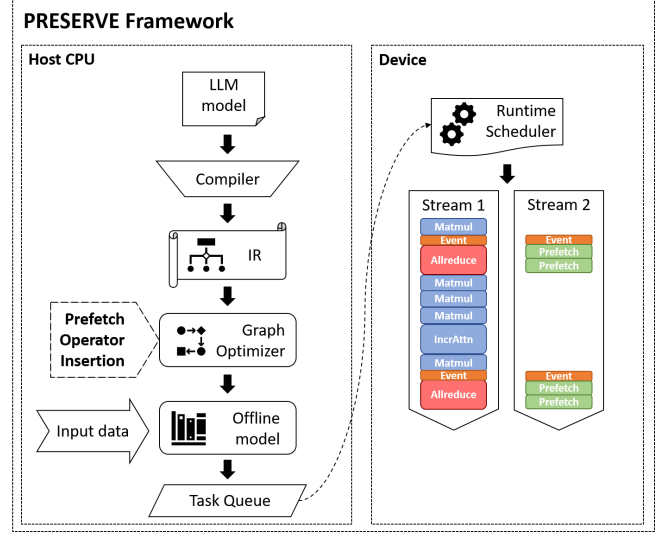 PRESERVE Framework
Host CPU
LLM
model
Compiler
IR
Prefetch
Operator
Insertion
Graph
Optimizer
Input data
Offline
model
Task Queue
Device
Runtime
Scheduler
Stream 1
Matmul
Event
Allreduce
Matmul
Matmul
Matmul
IncrAttn
Matmul
Event
Allreduce
Stream 2
Event
Prefetch
Prefetch
Event
Prefetch
Prefetch